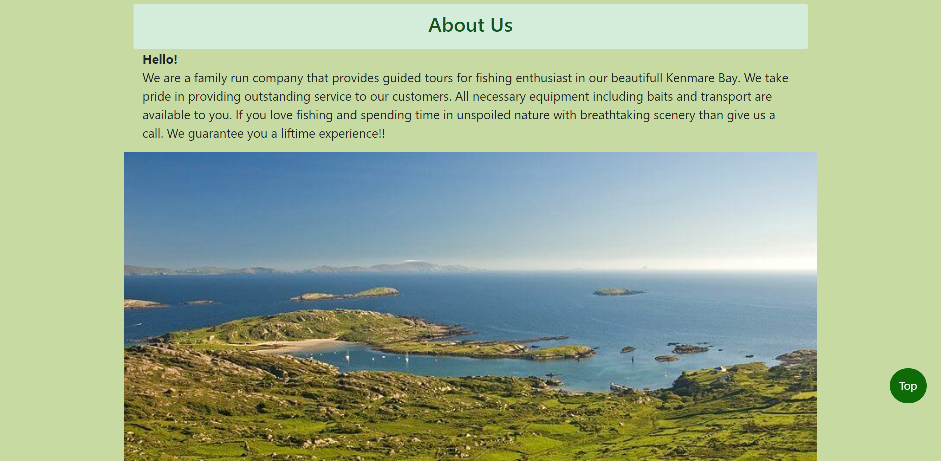 About Us
Hello!
We are a family run company that provides guided tours for fishing enthusiast in our beautifull Kenmare Bay. We take
pride in providing outstanding service to our customers. All necessary equipment including baits and transport are
available to you. If you love fishing and spending time in unspoiled nature with breathtaking scenery than give us a
call. We guarantee you a liftime experience!!
Top